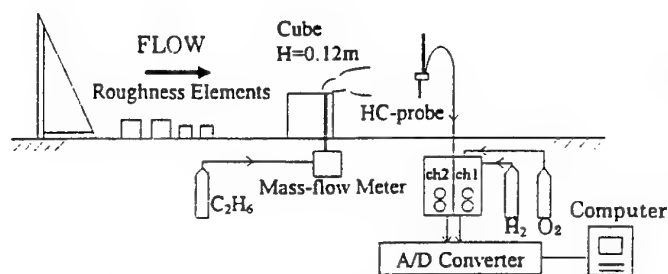 FLOW
Cube
H=0.12m
Roughness Elements
HC-probe
ch2 ch1
Mass-flow Meter
C₂H₆
H₂ O₂
Computer
A/D Converter